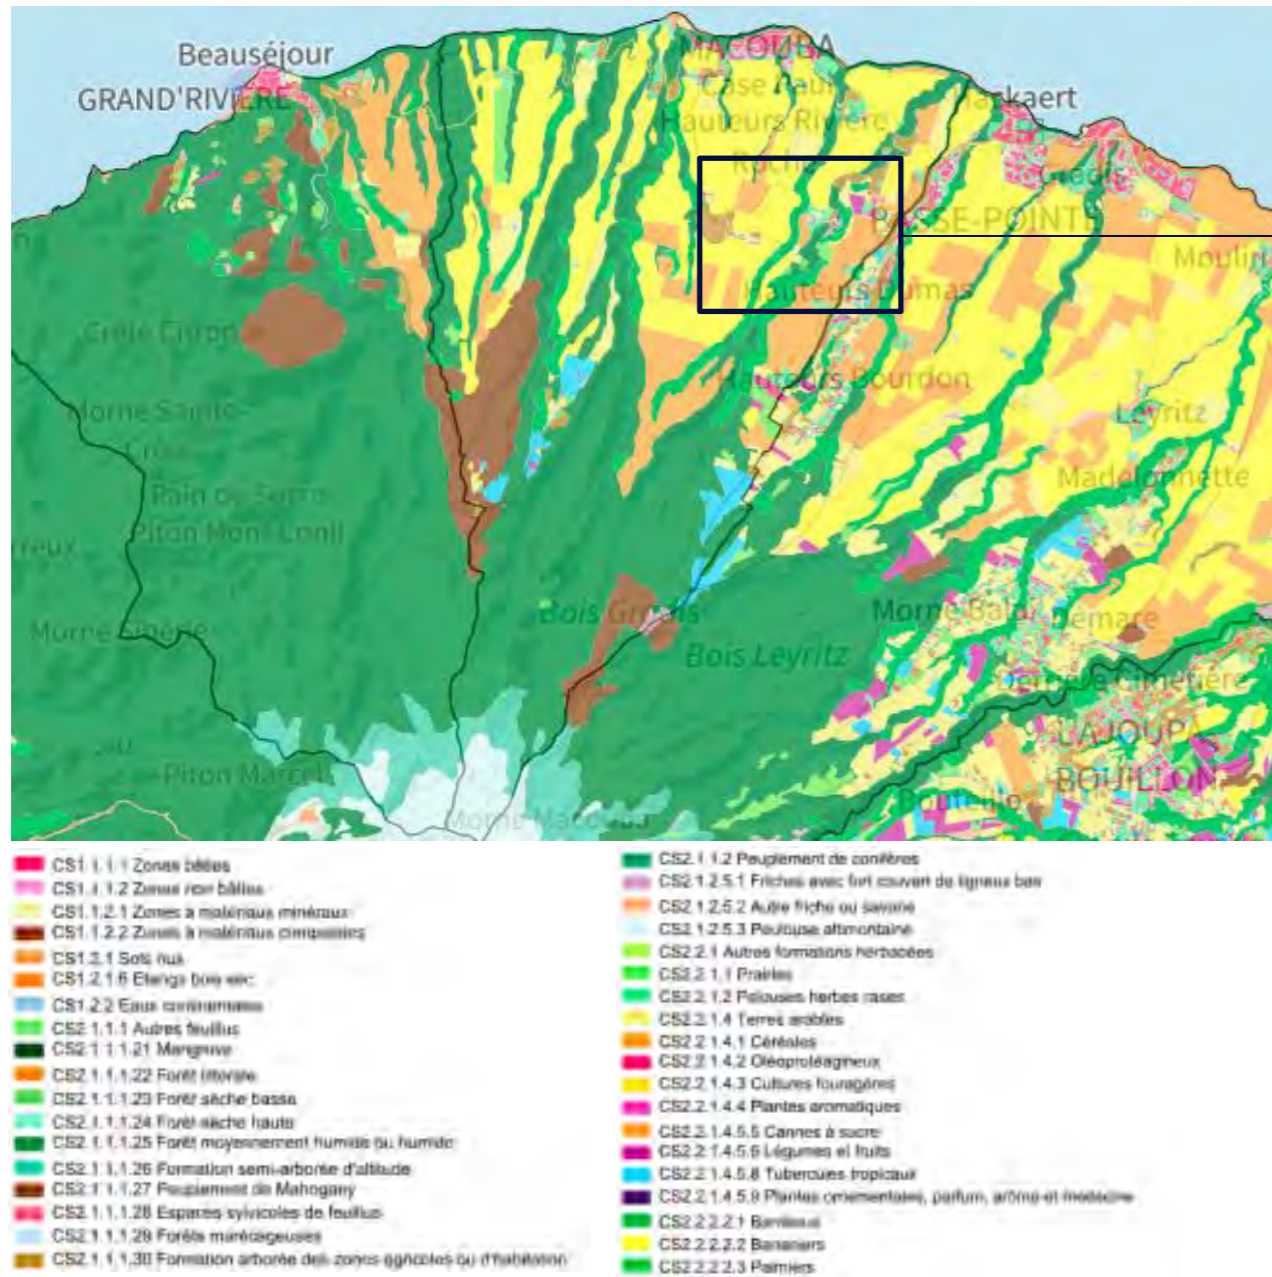 Beauséjour
GRAND'RIVIÈRE
MACOUBA
Hauteurs Rivière
Roche
BASSE-POINTE
Moulin
Hauteurs Dumas
Hauteurs Bourdon
Leyritz
Madelonnette
Morne Sainte-
Croix
Pain de Sucre
Piton Mont Conil
Bois Leyritz
Piton Marcel
Morne Macouba
L'AJOUPA
BOUILLON
CS1.1.1.1 Zones bâties
CS1.1.1.2 Zones non bâties
CS1.1.2.1 Zones à matériaux minéraux
CS1.1.2.2 Zones à matériaux composites
CS1.2.1 Sols nus
CS1.2.1.6 Etangs bois sec
CS1.2.2 Eaux continentales
CS2.1.1.1 Autres feuillus
CS2.1.1.1.21 Mangrove
CS2.1.1.1.22 Forêt littorale
CS2.1.1.1.23 Forêt sèche basse
CS2.1.1.1.24 Forêt sèche haute
CS2.1.1.1.25 Forêt moyennement humide ou humide
CS2.1.1.1.26 Formation semi-arborée d'altitude
CS2.1.1.1.27 Peuplement de Mahogany
CS2.1.1.1.28 Espaces sylvicoles de feuillus
CS2.1.1.1.29 Forêts marécageuses
CS2.1.1.1.30 Formation arborée des zones agricoles ou d'habitation
CS2.1.1.2 Peuplement de conifères
CS2.1.2.5.1 Friches avec fort couvert de ligneux bas
CS2.1.2.5.2 Autre friche ou savane
CS2.1.2.5.3 Pelouse altimontaine
CS2.2.1 Autres formations herbacées
CS2.2.1.1 Prairies
CS2.2.1.2 Pelouses herbes rases
CS2.2.1.4 Terres arables
CS2.2.1.4.1 Céréales
CS2.2.1.4.2 Oléoprotéagineux
CS2.2.1.4.3 Cultures fouragères
CS2.2.1.4.4 Plantes aromatiques
CS2.2.1.4.5.5 Cannes à sucre
CS2.2.1.4.5.6 Légumes et fruits
CS2.2.1.4.5.8 Tubercules tropicaux
CS2.2.1.4.5.9 Plantes ornementales, parfum, arôme et médecine
CS2.2.2.2.1 Bambous
CS2.2.2.2.2 Bananiers
CS2.2.2.2.3 Palmiers